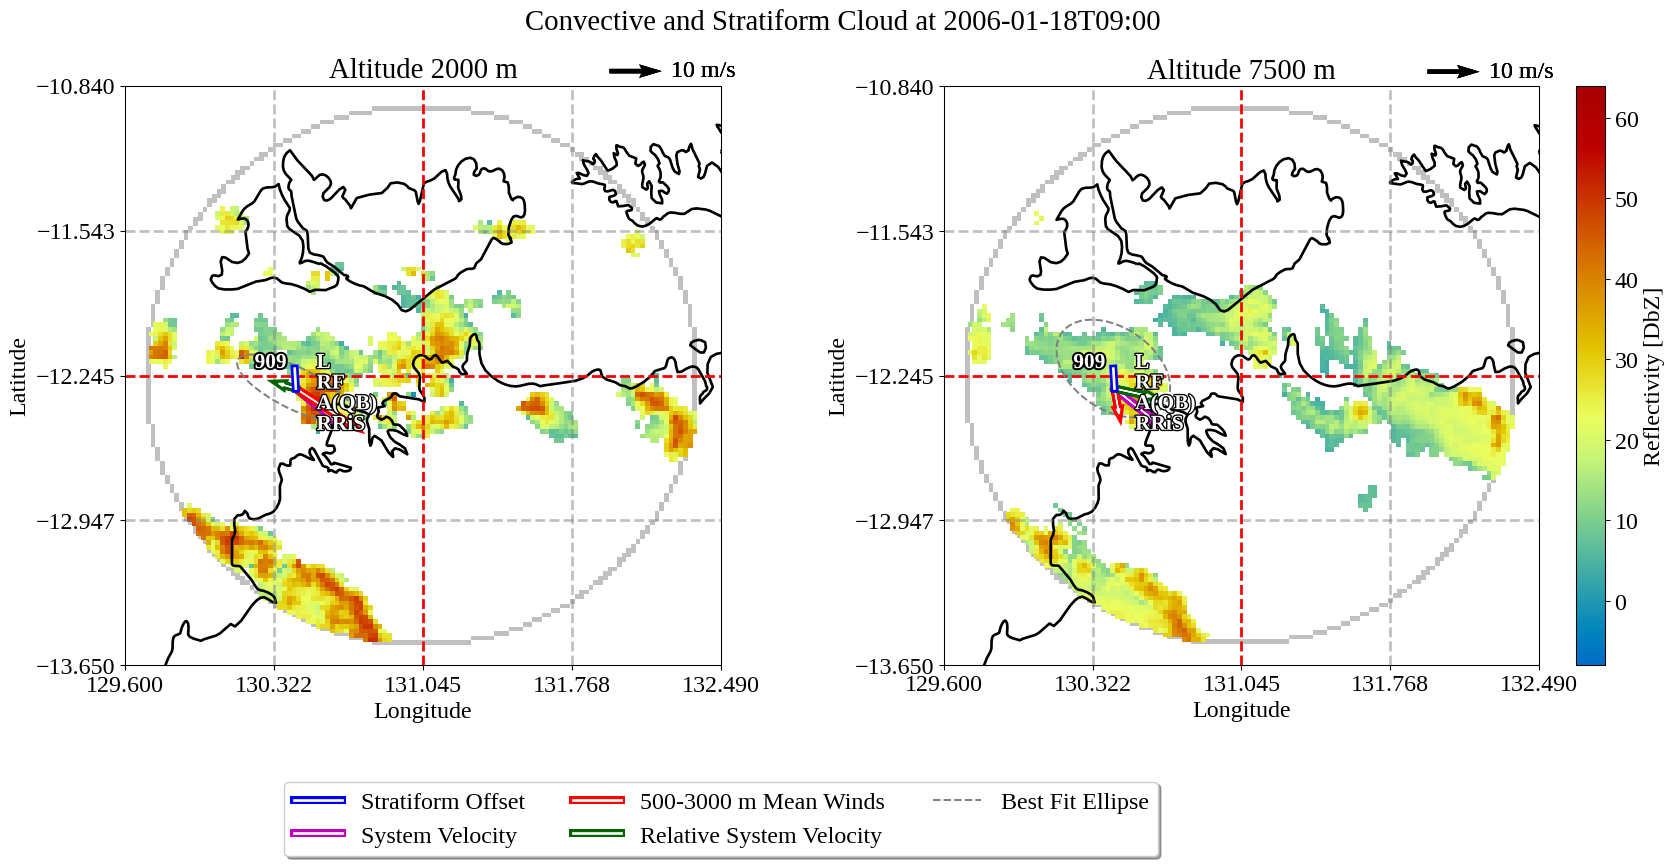 Convective and Stratiform Cloud at 2006-01-18T09:00
Altitude 2000 m
10 m/s
−10.840
−11.543
−12.245
−12.947
−13.650
Latitude
129.600
130.322
131.045
131.768
132.490
Longitude
909
L
RF
A(QB)
RRiS
Altitude 7500 m
10 m/s
−10.840
−11.543
−12.245
−12.947
−13.650
Latitude
129.600
130.322
131.045
131.768
132.490
Longitude
909
L
RF
A(QB)
RRiS
60
50
40
30
20
10
0
Reflectivity [DbZ]
Stratiform Offset
System Velocity
500-3000 m Mean Winds
Relative System Velocity
Best Fit Ellipse